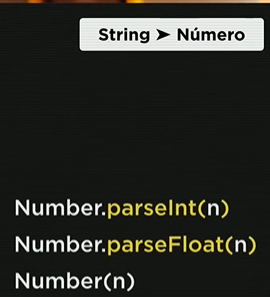 String ➤ Número
Number.parseInt(n)
Number.parseFloat(n)
Number(n)